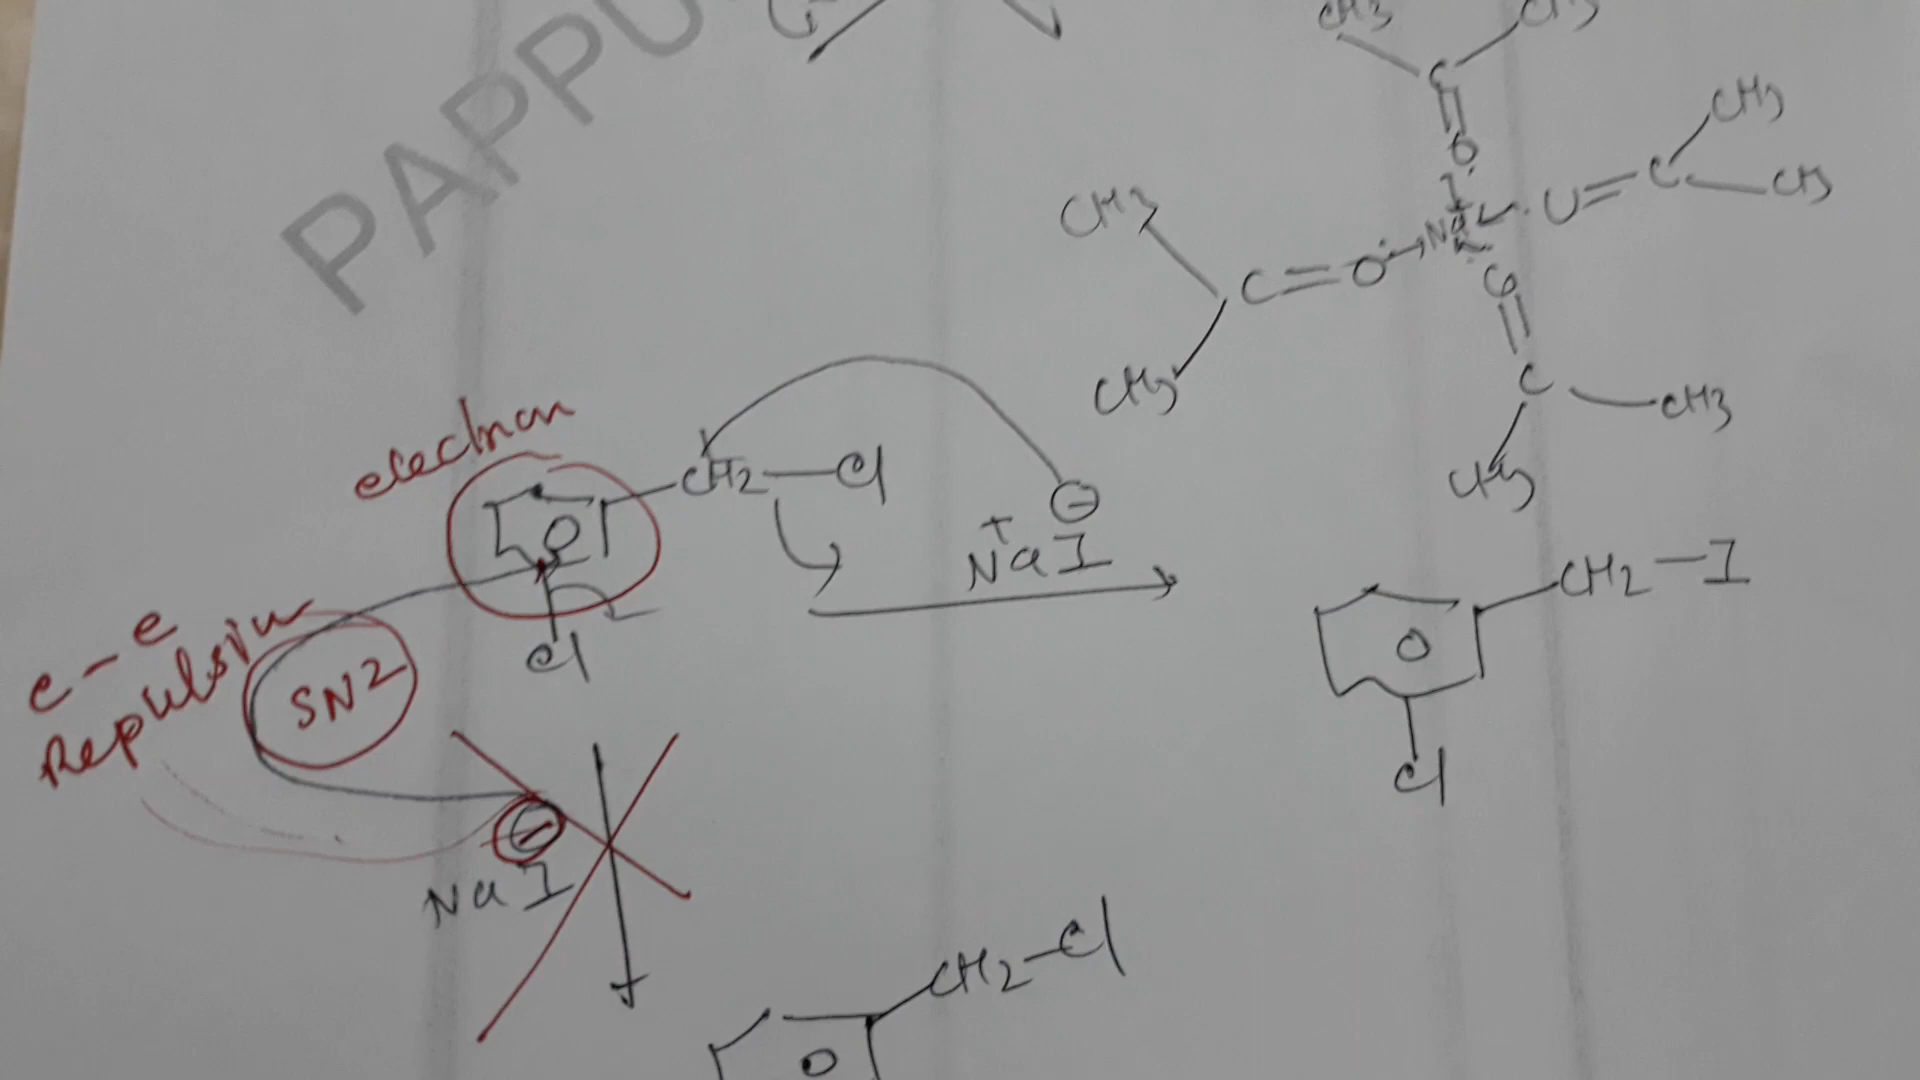 PAPPU
CH3
CH3
C
O
CH3
C
CH3
Na
CH3
C=O
CH3
C
CH3
CH3
electron
CH2-Cl
O
Cl
+
NaI
e-e
Repulsion
SN2
NaI
CH2-I
O
Cl
CH2-Cl
O